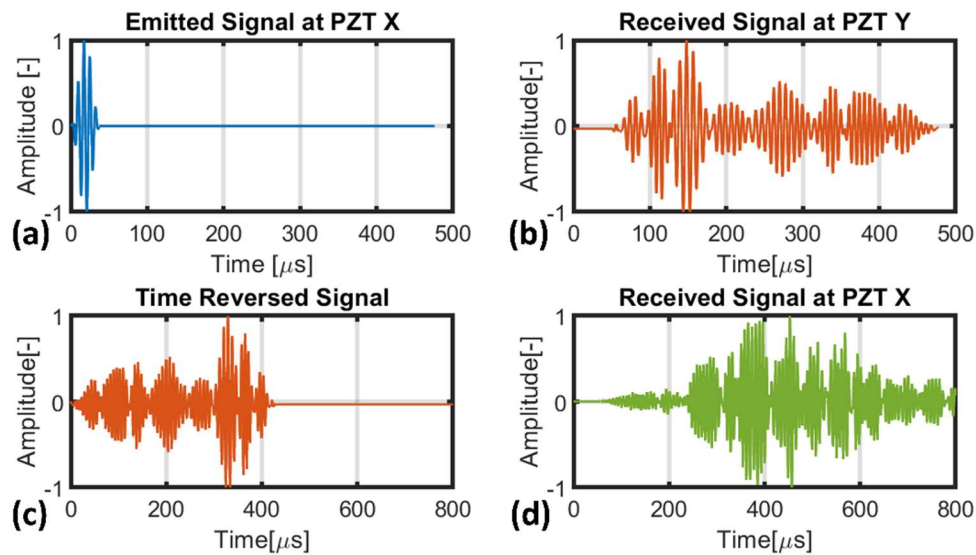 Emitted Signal at PZT X
Amplitude [-]
1
0
-1
0 100 200 300 400 500
Time [μs]
(a)
Received Signal at PZT Y
Amplitude[-]
1
0
-1
0 100 200 300 400 500
Time[μs]
(b)
Time Reversed Signal
Amplitude[-]
1
0
-1
0 200 400 600 800
Time[μs]
(c)
Received Signal at PZT X
Amplitude[-]
1
0
-1
0 200 400 600 800
Time[μs]
(d)